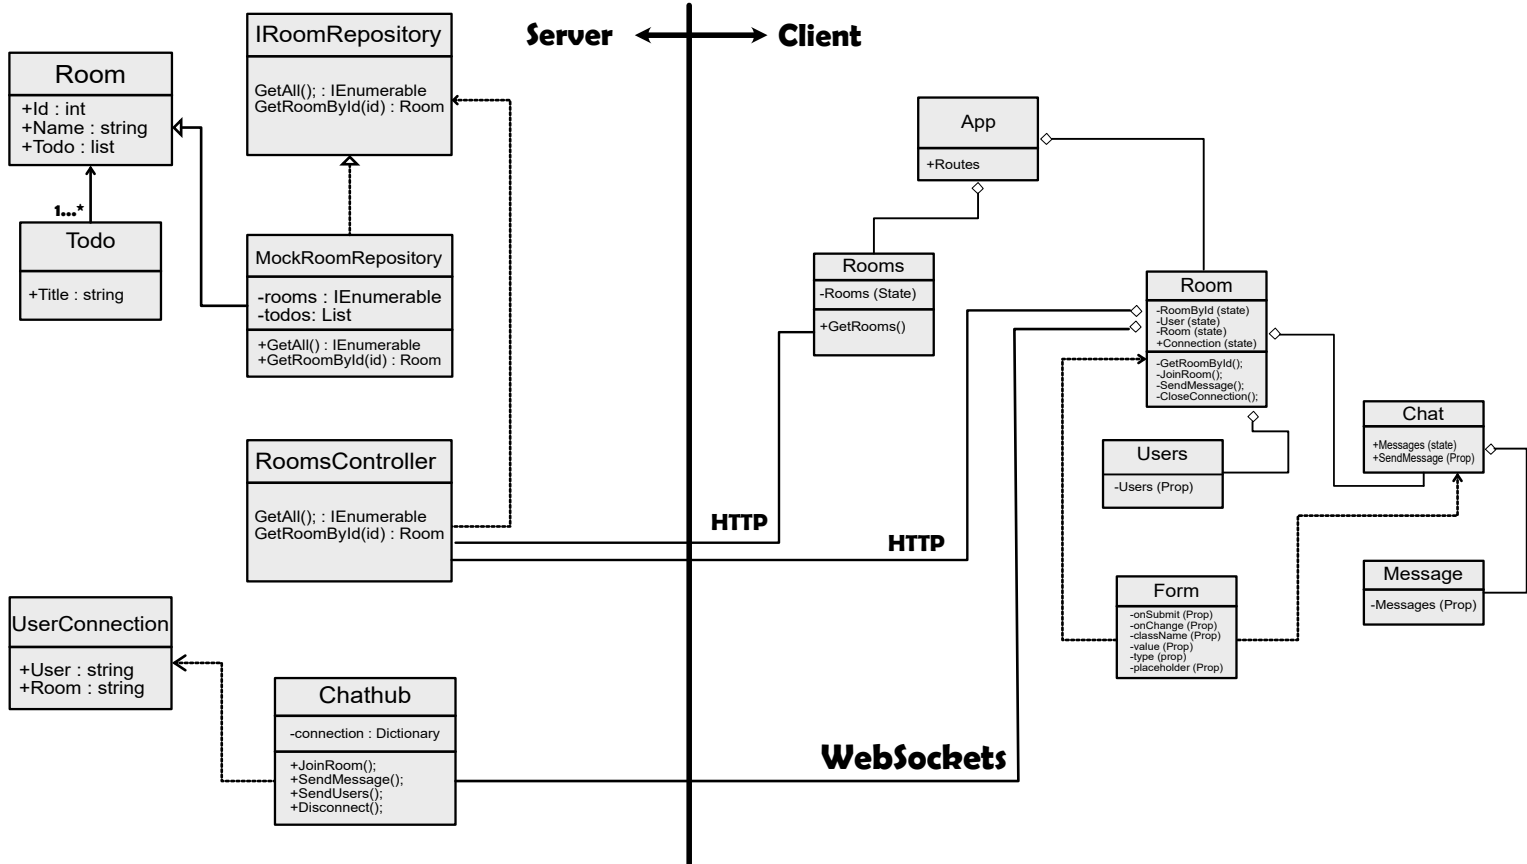 Server
Client
Room
+Id : int
+Name : string
+Todo : list
1...*
Todo
+Title : string
IRoomRepository
GetAll(); : IEnumerable
GetRoomById(id) : Room
MockRoomRepository
-rooms : IEnumerable
-todos: List
+GetAll() : IEnumerable
+GetRoomById(id) : Room
RoomsController
GetAll(); : IEnumerable
GetRoomById(id) : Room
UserConnection
+User : string
+Room : string
Chathub
-connection : Dictionary
+JoinRoom();
+SendMessage();
+SendUsers();
+Disconnect();
HTTP
HTTP
WebSockets
App
+Routes
Rooms
-Rooms (State)
+GetRooms()
Room
-RoomById (state)
-User (state)
-Room (state)
+Connection (state)
-GetRoomById();
-JoinRoom();
-SendMessage();
-CloseConnection();
Users
-Users (Prop)
Chat
+Messages (state)
+SendMessage (Prop)
Message
-Messages (Prop)
Form
-onSubmit (Prop)
-onChange (Prop)
-className (Prop)
-value (Prop)
-type (prop)
-placeholder (Prop)